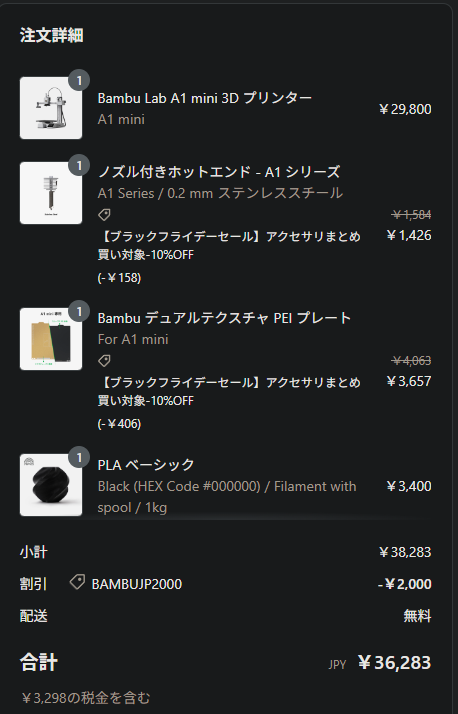 注文詳細
1
Bambu Lab A1 mini 3D プリンター
A1 mini
￥29,800
1
ノズル付きホットエンド - A1 シリーズ
A1 Series / 0.2 mm ステンレススチール
￥1,584
【ブラックフライデーセール】アクセサリまとめ
買い対象-10%OFF
￥1,426
(-￥158)
1
A1 mini 専用
Bambu デュアルテクスチャ PEI プレート
For A1 mini
￥4,063
【ブラックフライデーセール】アクセサリまとめ
買い対象-10%OFF
￥3,657
(-￥406)
1
PLA ベーシック
Black (HEX Code #000000) / Filament with
spool / 1kg
￥3,400
小計 ￥38,283
割引 BAMBUJP2000 -￥2,000
配送 無料
合計 JPY ￥36,283
￥3,298の税金を含む